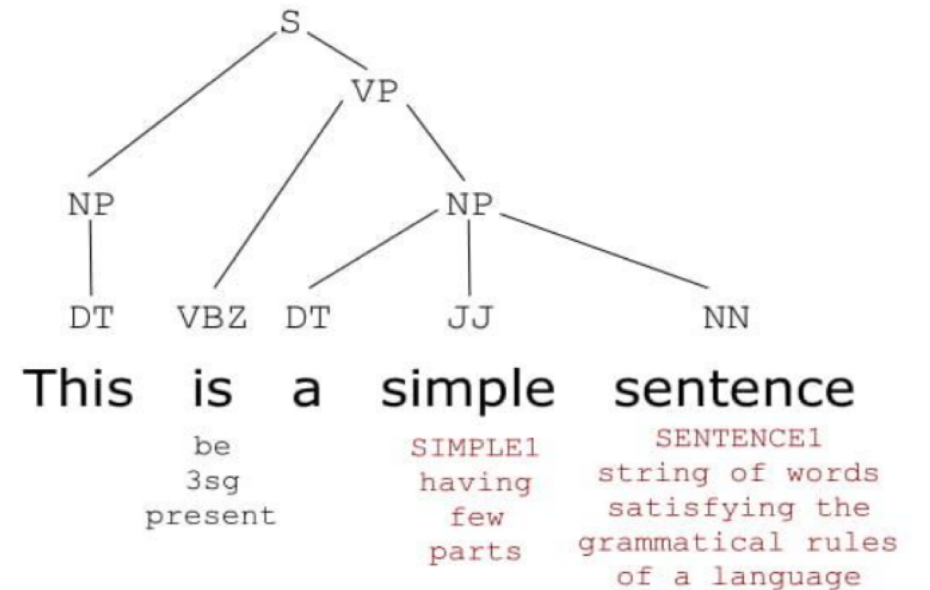 S
VP
NP NP
DT VBZ DT JJ NN
This is a simple sentence
be SIMPLE1 SENTENCE1
3sg having string of words
present few satisfying the
parts grammatical rules
of a language